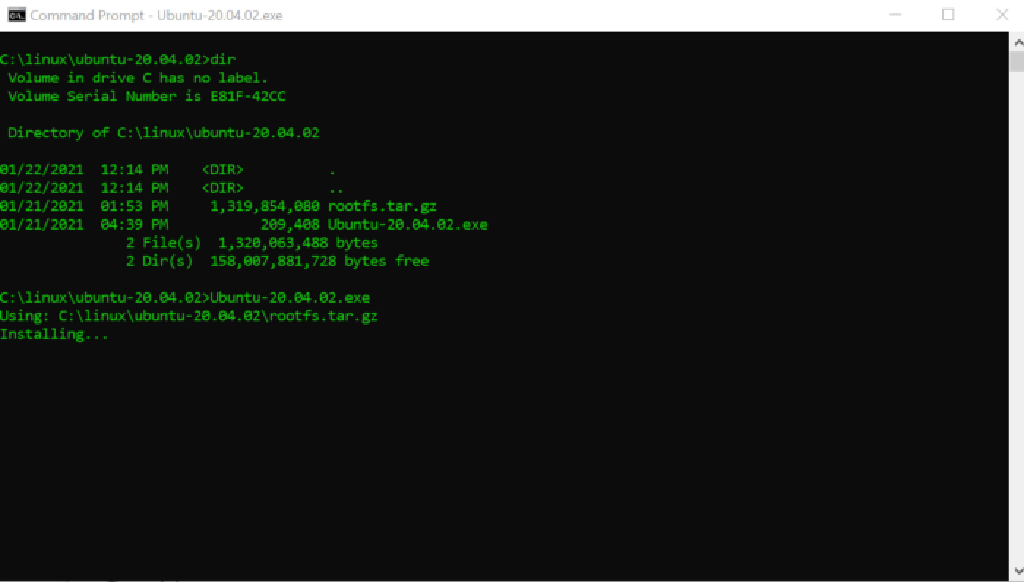 Command Prompt - Ubuntu-20.04.02.exe
C:\linux\ubuntu-20.04.02>dir
Volume in drive C has no label.
Volume Serial Number is E81F-42CC
Directory of C:\linux\ubuntu-20.04.02
01/22/2021 12:14 PM <DIR> .
01/22/2021 12:14 PM <DIR> ..
01/21/2021 01:53 PM 1,319,854,080 rootfs.tar.gz
01/21/2021 04:39 PM 209,408 Ubuntu-20.04.02.exe
2 File(s) 1,320,063,488 bytes
2 Dir(s) 158,007,881,728 bytes free
C:\linux\ubuntu-20.04.02>Ubuntu-20.04.02.exe
Using: C:\linux\ubuntu-20.04.02\rootfs.tar.gz
Installing...